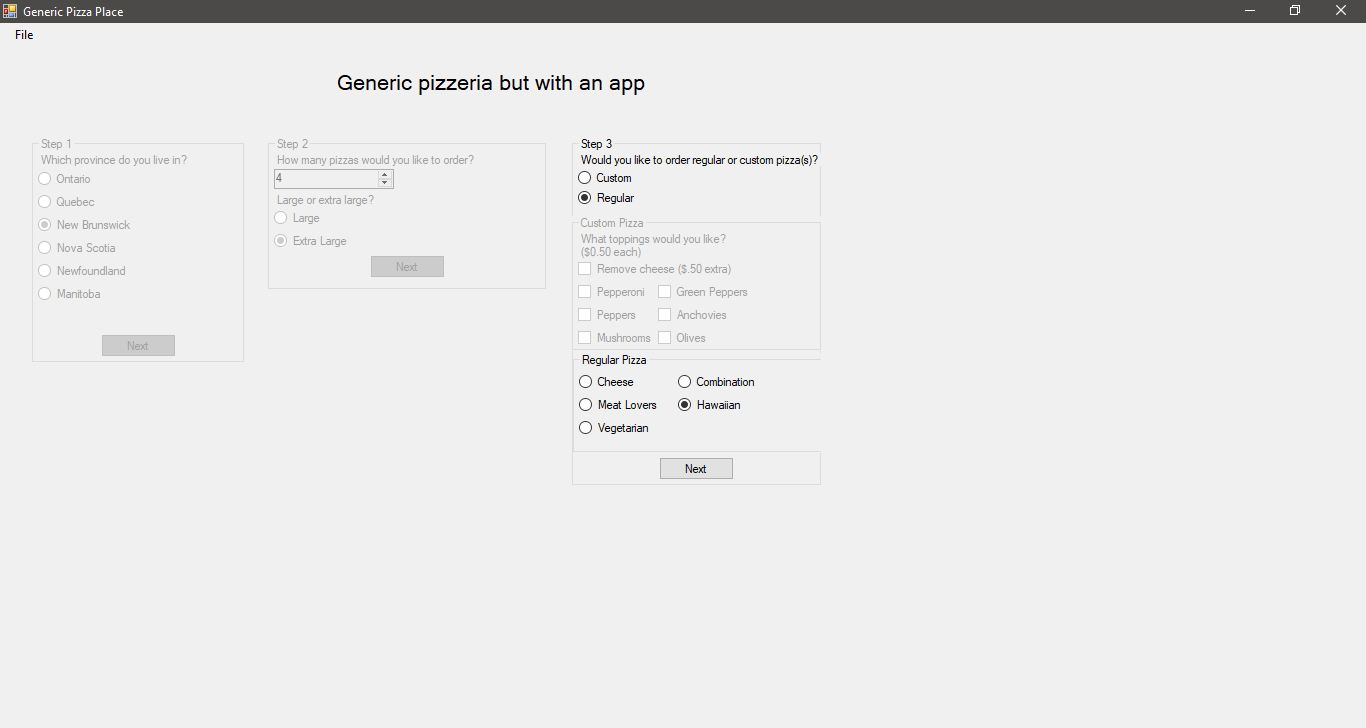 Generic Pizza Place
File
Generic pizzeria but with an app
Step 1
Which province do you live in?
Ontario
Quebec
New Brunswick
Nova Scotia
Newfoundland
Manitoba
Next
Step 2
How many pizzas would you like to order?
4
Large or extra large?
Large
Extra Large
Next
Step 3
Would you like to order regular or custom pizza(s)?
Custom
Regular
Custom Pizza
What toppings would you like?
($0.50 each)
Remove cheese ($.50 extra)
Pepperoni Green Peppers
Peppers Anchovies
Mushrooms Olives
Regular Pizza
Cheese Combination
Meat Lovers Hawaiian
Vegetarian
Next